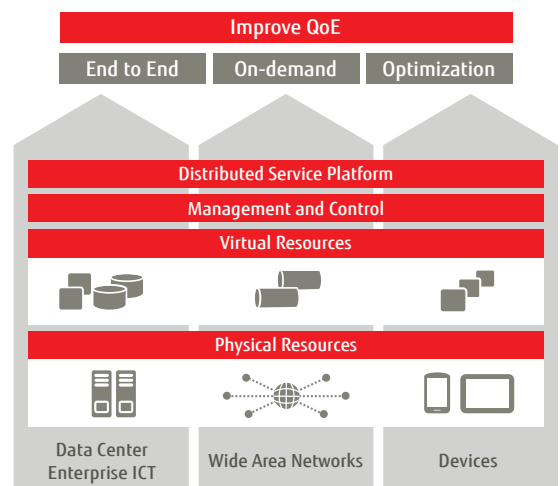 Improve QoE
End to End
On-demand
Optimization
Distributed Service Platform
Management and Control
Virtual Resources
Physical Resources
Data Center
Enterprise ICT
Wide Area Networks
Devices